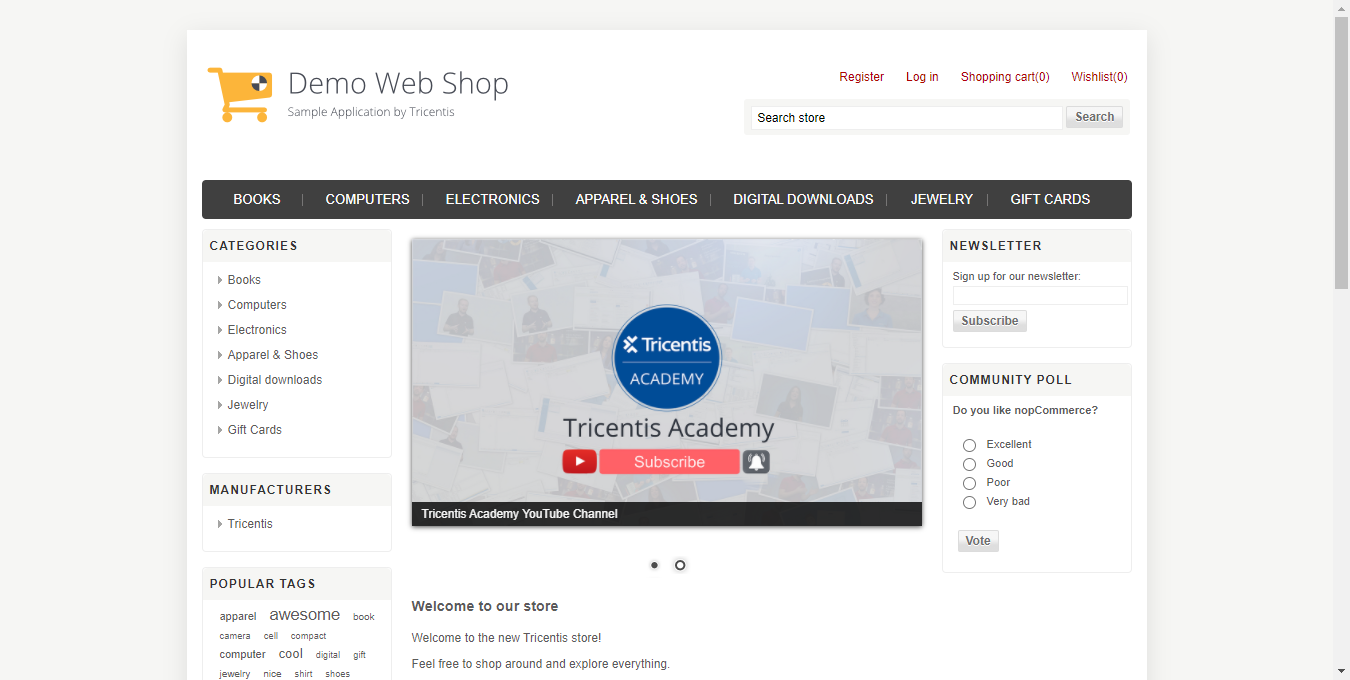 Demo Web Shop
Sample Application by Tricentis
Register Log in Shopping cart(0) Wishlist(0)
Search store Search
BOOKS COMPUTERS ELECTRONICS APPAREL & SHOES DIGITAL DOWNLOADS JEWELRY GIFT CARDS
CATEGORIES
Books
Computers
Electronics
Apparel & Shoes
Digital downloads
Jewelry
Gift Cards
MANUFACTURERS
Tricentis
POPULAR TAGS
apparel awesome book
camera cell compact
computer cool digital gift
jewelry nice shirt shoes
Tricentis
ACADEMY
Tricentis Academy
Subscribe
Tricentis Academy YouTube Channel
Welcome to our store
Welcome to the new Tricentis store!
Feel free to shop around and explore everything.
NEWSLETTER
Sign up for our newsletter:
Subscribe
COMMUNITY POLL
Do you like nopCommerce?
Excellent
Good
Poor
Very bad
Vote